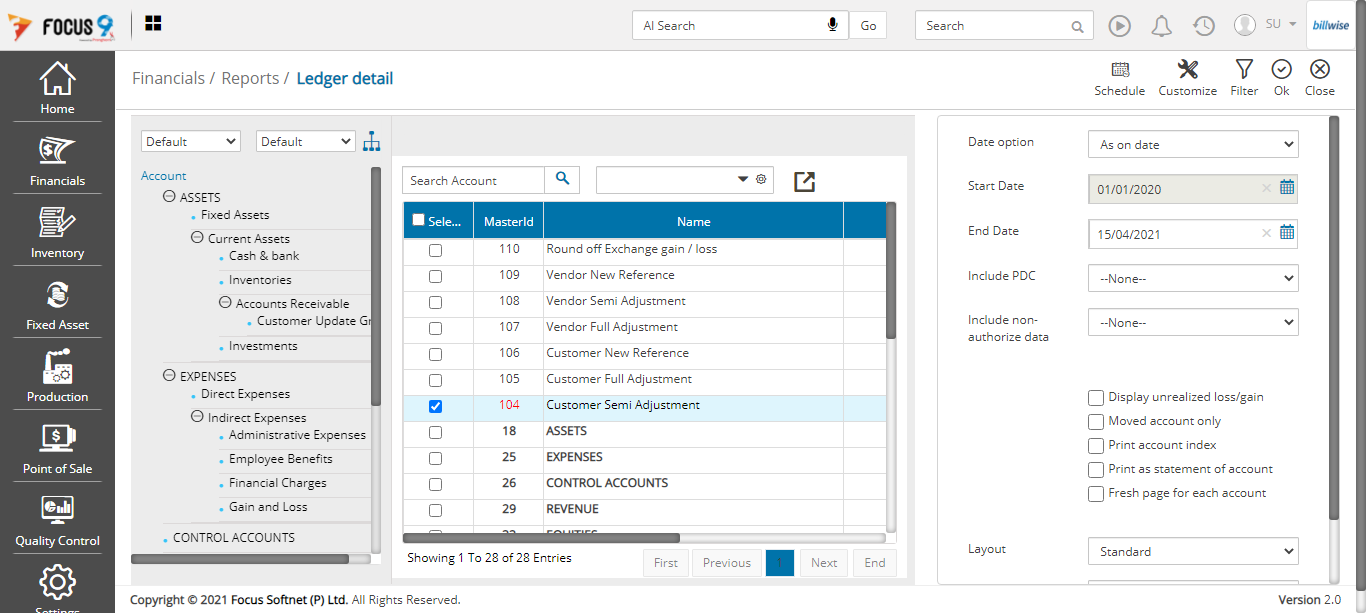 FOCUS 9
AI Search
Go
Search
SU
billwise
Home
Financials
Inventory
Fixed Asset
Production
Point of Sale
Quality Control
Settings
Financials / Reports / Ledger detail
Schedule
Customize
Filter
Ok
Close
Default
Default
Account
ASSETS
Fixed Assets
Current Assets
Cash & bank
Inventories
Accounts Receivable
Customer Update Gr
Investments
EXPENSES
Direct Expenses
Indirect Expenses
Administrative Expenses
Employee Benefits
Financial Charges
Gain and Loss
CONTROL ACCOUNTS
Search Account
Sele... MasterId Name
110 Round off Exchange gain / loss
109 Vendor New Reference
108 Vendor Semi Adjustment
107 Vendor Full Adjustment
106 Customer New Reference
105 Customer Full Adjustment
104 Customer Semi Adjustment
18 ASSETS
25 EXPENSES
26 CONTROL ACCOUNTS
29 REVENUE
Showing 1 To 28 of 28 Entries
First Previous 1 Next End
Date option As on date
Start Date 01/01/2020
End Date 15/04/2021
Include PDC --None--
Include non-
authorize data
--None--
Display unrealized loss/gain
Moved account only
Print account index
Print as statement of account
Fresh page for each account
Layout Standard
Copyright © 2021 Focus Softnet (P) Ltd. All Rights Reserved.
Version 2.0